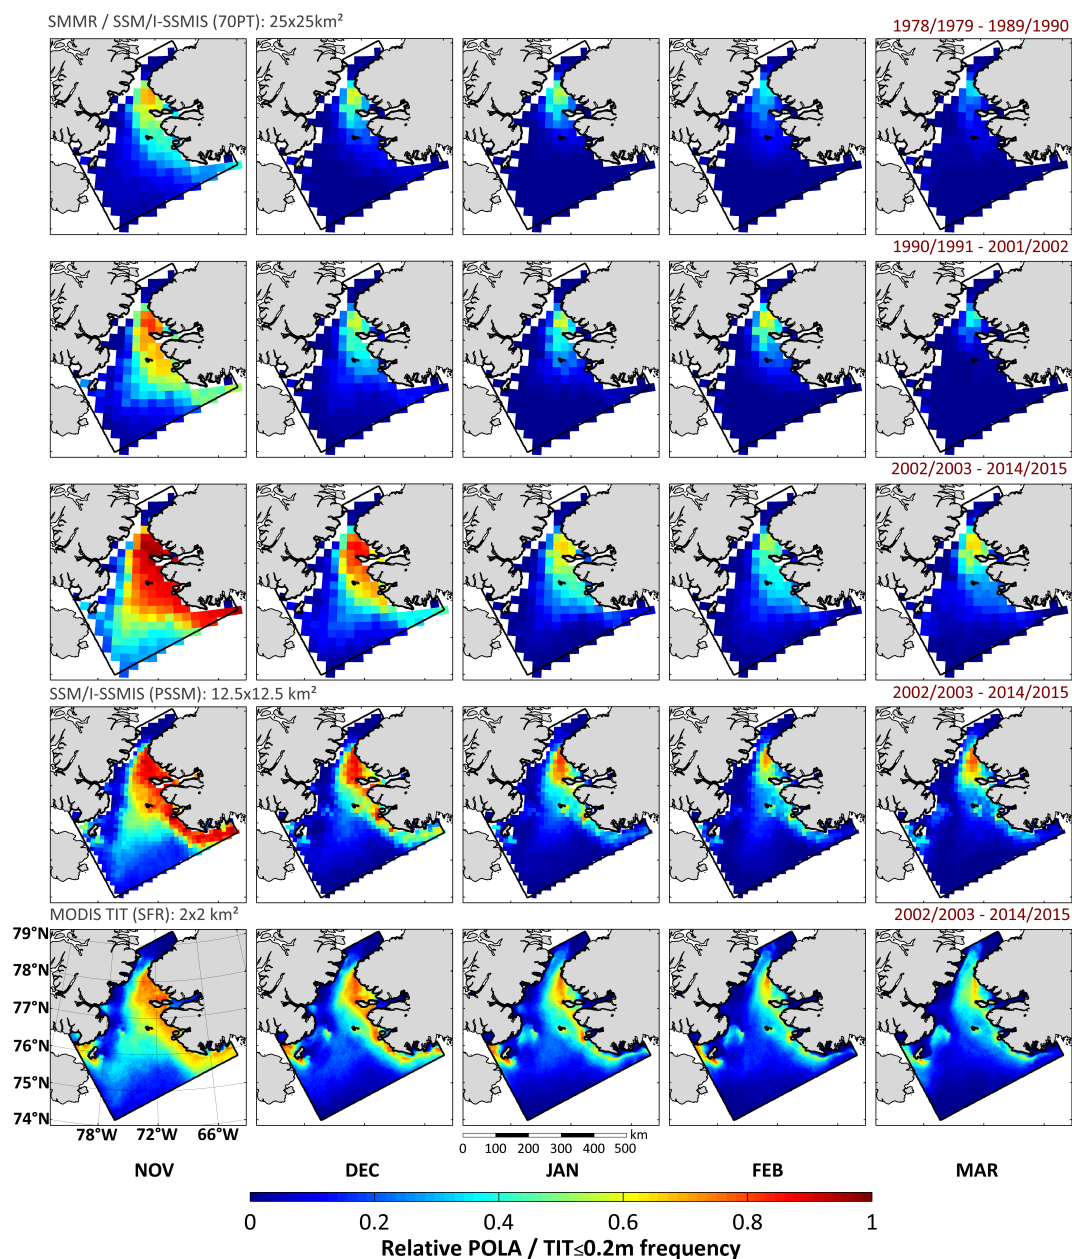 SMMR / SSM/I-SSMIS (70PT): 25x25km²
1978/1979 - 1989/1990
1990/1991 - 2001/2002
2002/2003 - 2014/2015
SSM/I-SSMIS (PSSM): 12.5x12.5 km²
2002/2003 - 2014/2015
MODIS TIT (SFR): 2x2 km²
2002/2003 - 2014/2015
79°N
78°N
77°N
76°N
75°N
74°N
78°W 72°W 66°W
km
0 100 200 300 400 500
NOV DEC JAN FEB MAR
0 0.2 0.4 0.6 0.8 1
Relative POLA / TIT≤0.2m frequency